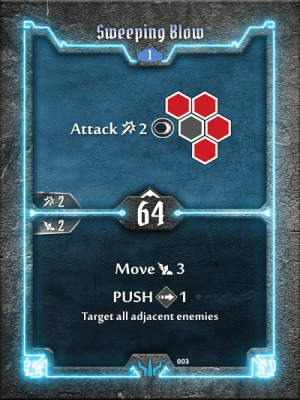 Sweeping Blow
1
Attack 2
2
64
2
Move 3
PUSH 1
Target all adjacent enemies
003